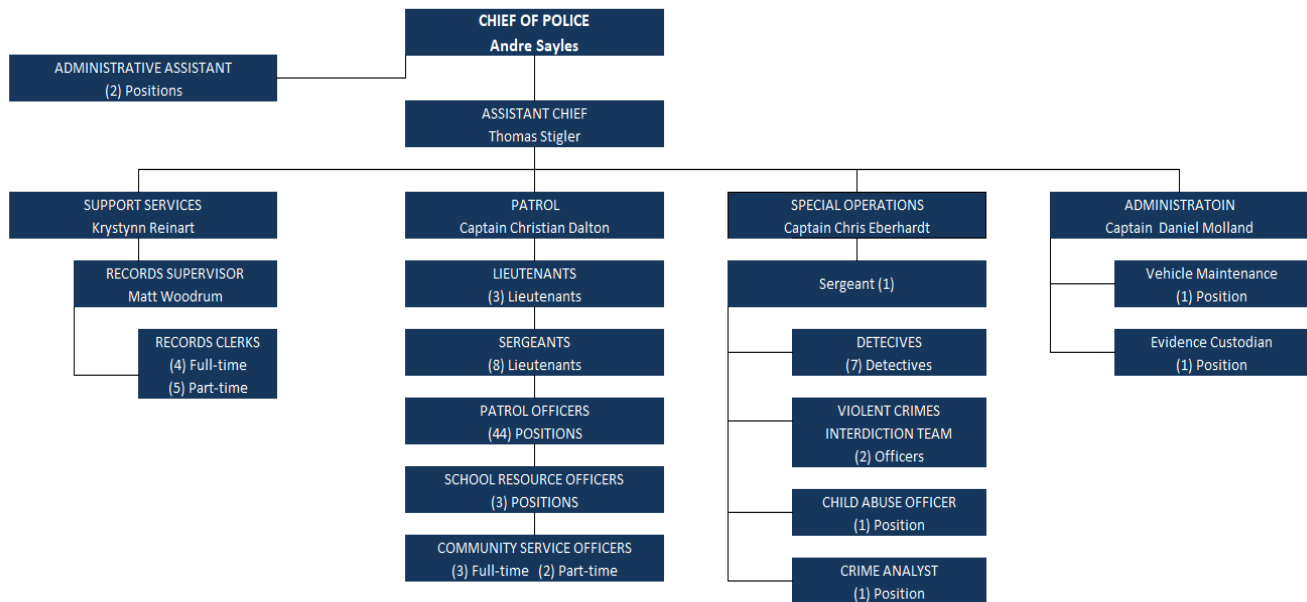 CHIEF OF POLICE
Andre Sayles
ADMINISTRATIVE ASSISTANT
(2) Positions
ASSISTANT CHIEF
Thomas Stigler
SUPPORT SERVICES
Krystynn Reinart
RECORDS SUPERVISOR
Matt Woodrum
RECORDS CLERKS
(4) Full-time
(5) Part-time
PATROL
Captain Christian Dalton
LIEUTENANTS
(3) Lieutenants
SERGEANTS
(8) Lieutenants
PATROL OFFICERS
(44) POSITIONS
SCHOOL RESOURCE OFFICERS
(3) POSITIONS
COMMUNITY SERVICE OFFICERS
(3) Full-time (2) Part-time
SPECIAL OPERATIONS
Captain Chris Eberhardt
Sergeant (1)
DETECIVES
(7) Detectives
VIOLENT CRIMES
INTERDICTION TEAM
(2) Officers
CHILD ABUSE OFFICER
(1) Position
CRIME ANALYST
(1) Position
ADMINISTRATOIN
Captain Daniel Molland
Vehicle Maintenance
(1) Position
Evidence Custodian
(1) Position